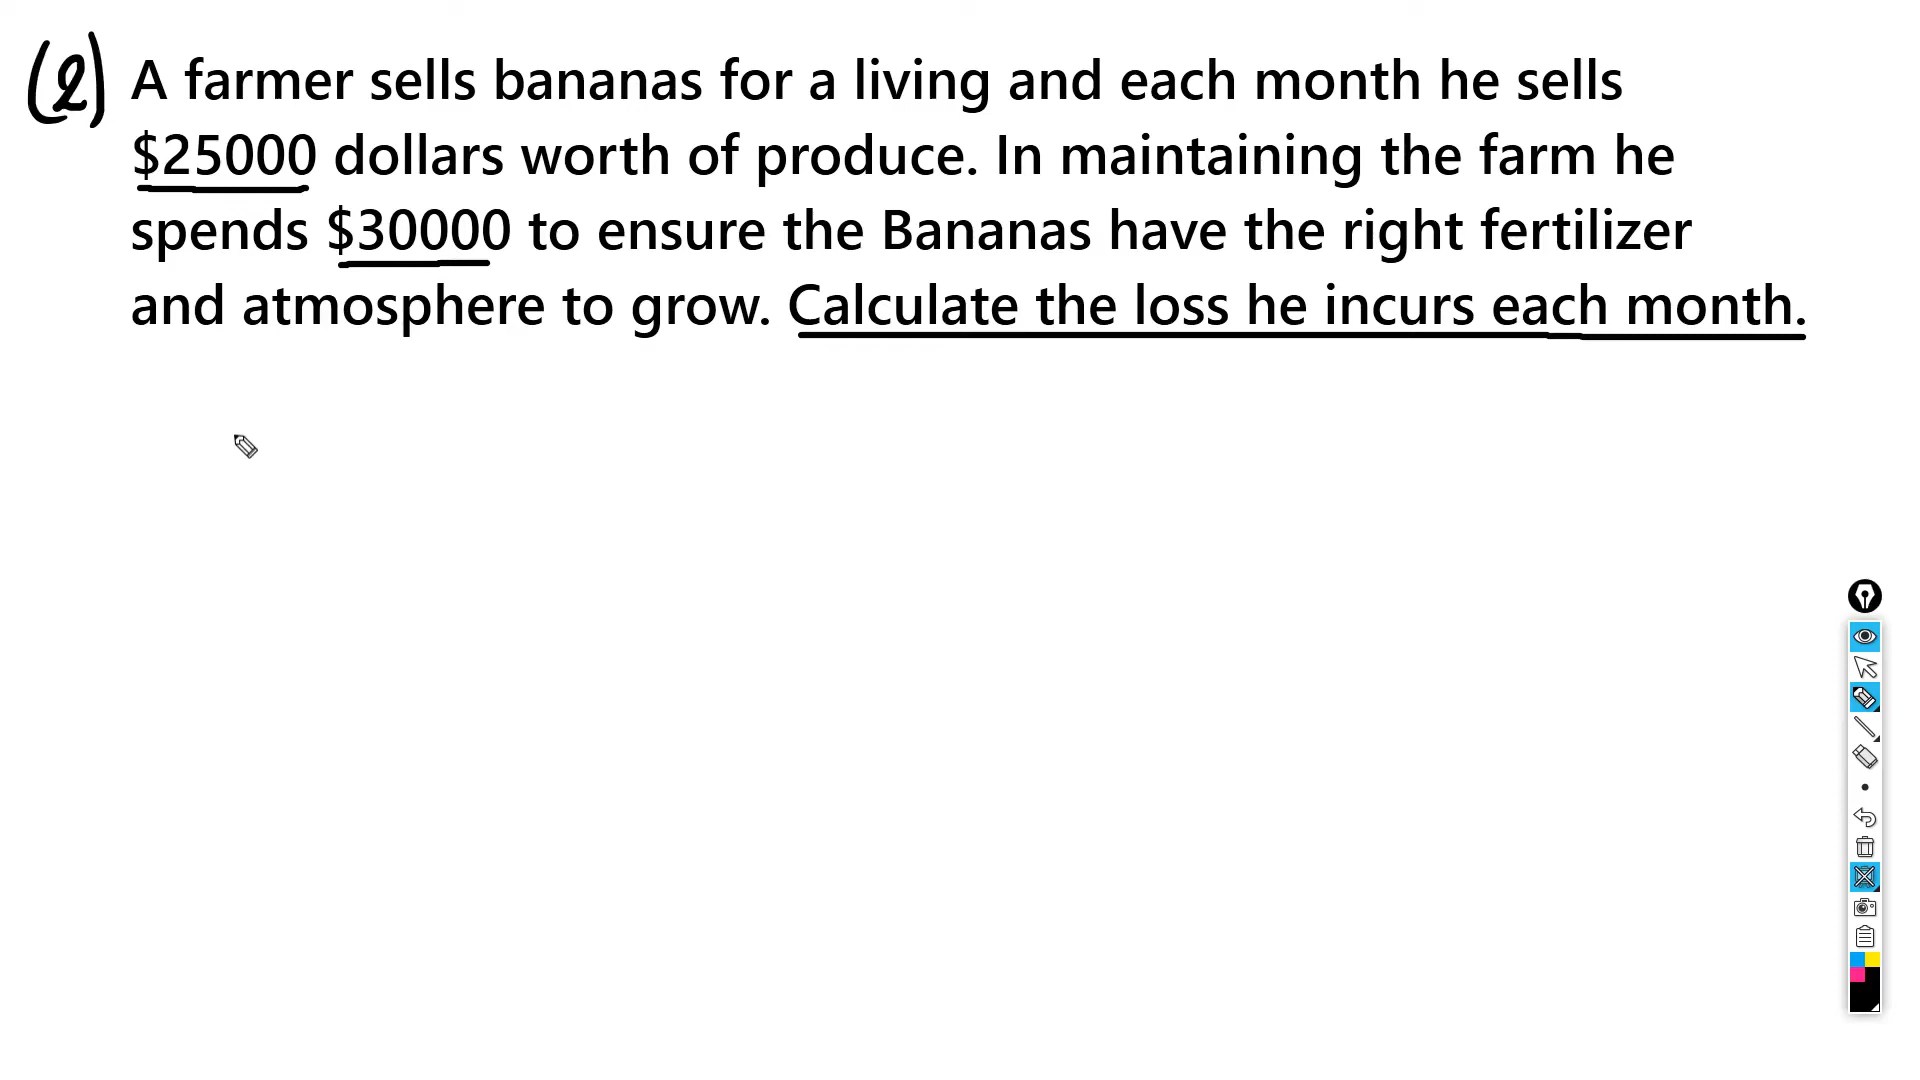 (2) A farmer sells bananas for a living and each month he sells
$25000 dollars worth of produce. In maintaining the farm he
spends $30000 to ensure the Bananas have the right fertilizer
and atmosphere to grow. Calculate the loss he incurs each month.